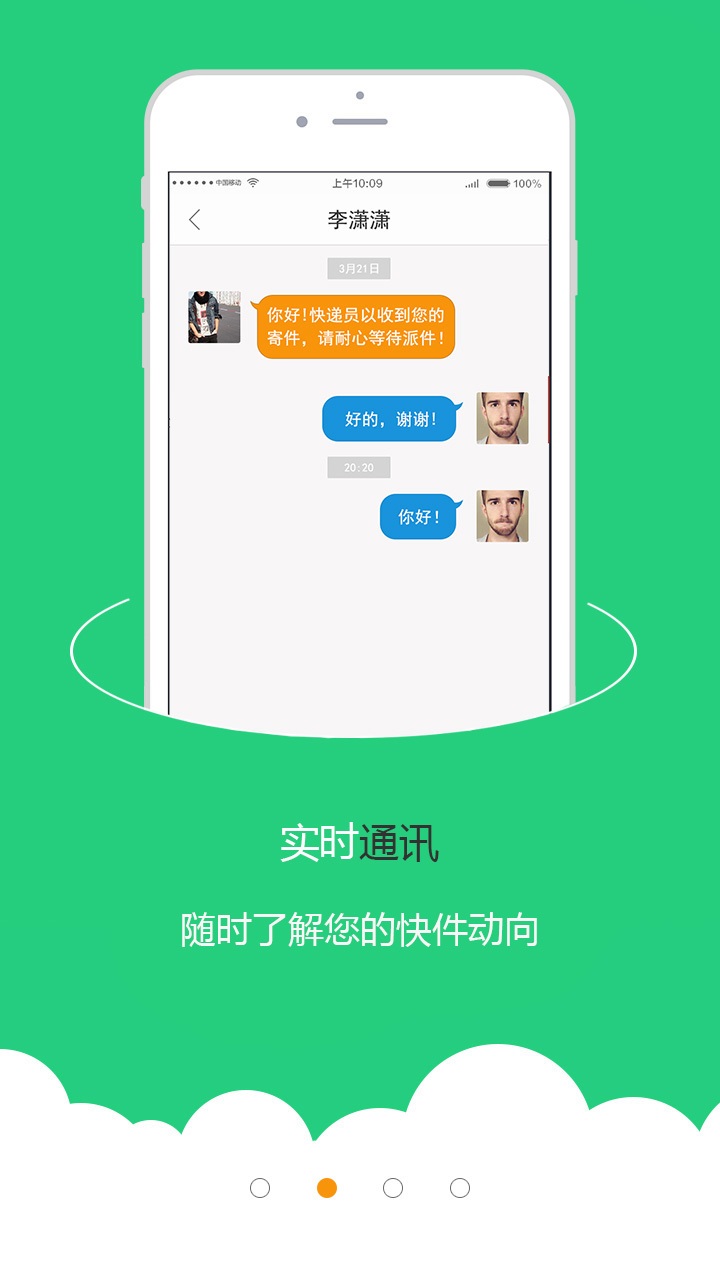 中国移动
上午10:09
100%
李潇潇
3月21日
你好!快递员以收到您的
寄件，请耐心等待派件!
好的，谢谢!
20:20
你好!
实时通讯
随时了解您的快件动向